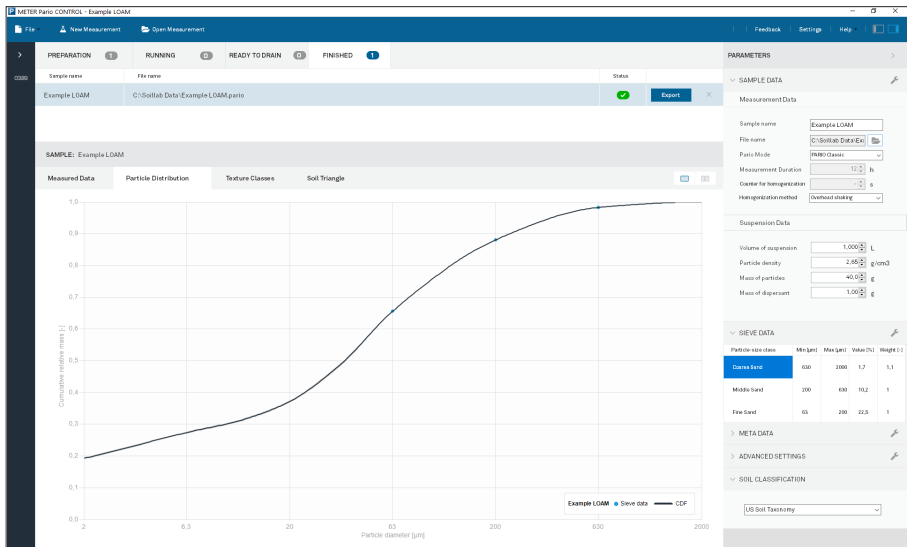 METER Pario CONTROL - Example LOAM
File New Measurement Open Measurement Feedback Settings Help
PREPARATION 1 RUNNING 0 READY TO DRAIN 0 FINISHED 1
Sample name File name Status
Example LOAM C:\Soillab Data\Example LOAM.pario Export
SAMPLE: Example LOAM
Measured Data Particle Distribution Texture Classes Soil Triangle
1,0
0,9
0,8
0,7
0,6
0,5
0,4
0,3
0,2
0,1
0,0
Cumulative relative mass [-]
2 6,3 20 63 200 630 2000
Particle diameter [µm]
Example LOAM Sieve data CDF
PARAMETERS
SAMPLE DATA
Measurement Data
Sample name Example LOAM
File name C:\Soillab Data\Exa
Pario Mode PARIO Classic
Measurement Duration 12 h
Counter for homogenization - s
Homogenization method Overhead shaking
Suspension Data
Volume of suspension 1,000 L
Particle density 2,65 g/cm3
Mass of particles 40,0 g
Mass of dispersant 1,00 g
SIEVE DATA
Particle-size class Min [µm] Max [µm] Value [%] Weight [-]
Coarse Sand 630 2000 1,7 1,1
Middle Sand 200 630 10,2 1
Fine Sand 63 200 22,5 1
META DATA
ADVANCED SETTINGS
SOIL CLASSIFICATION
US Soil Taxonomy